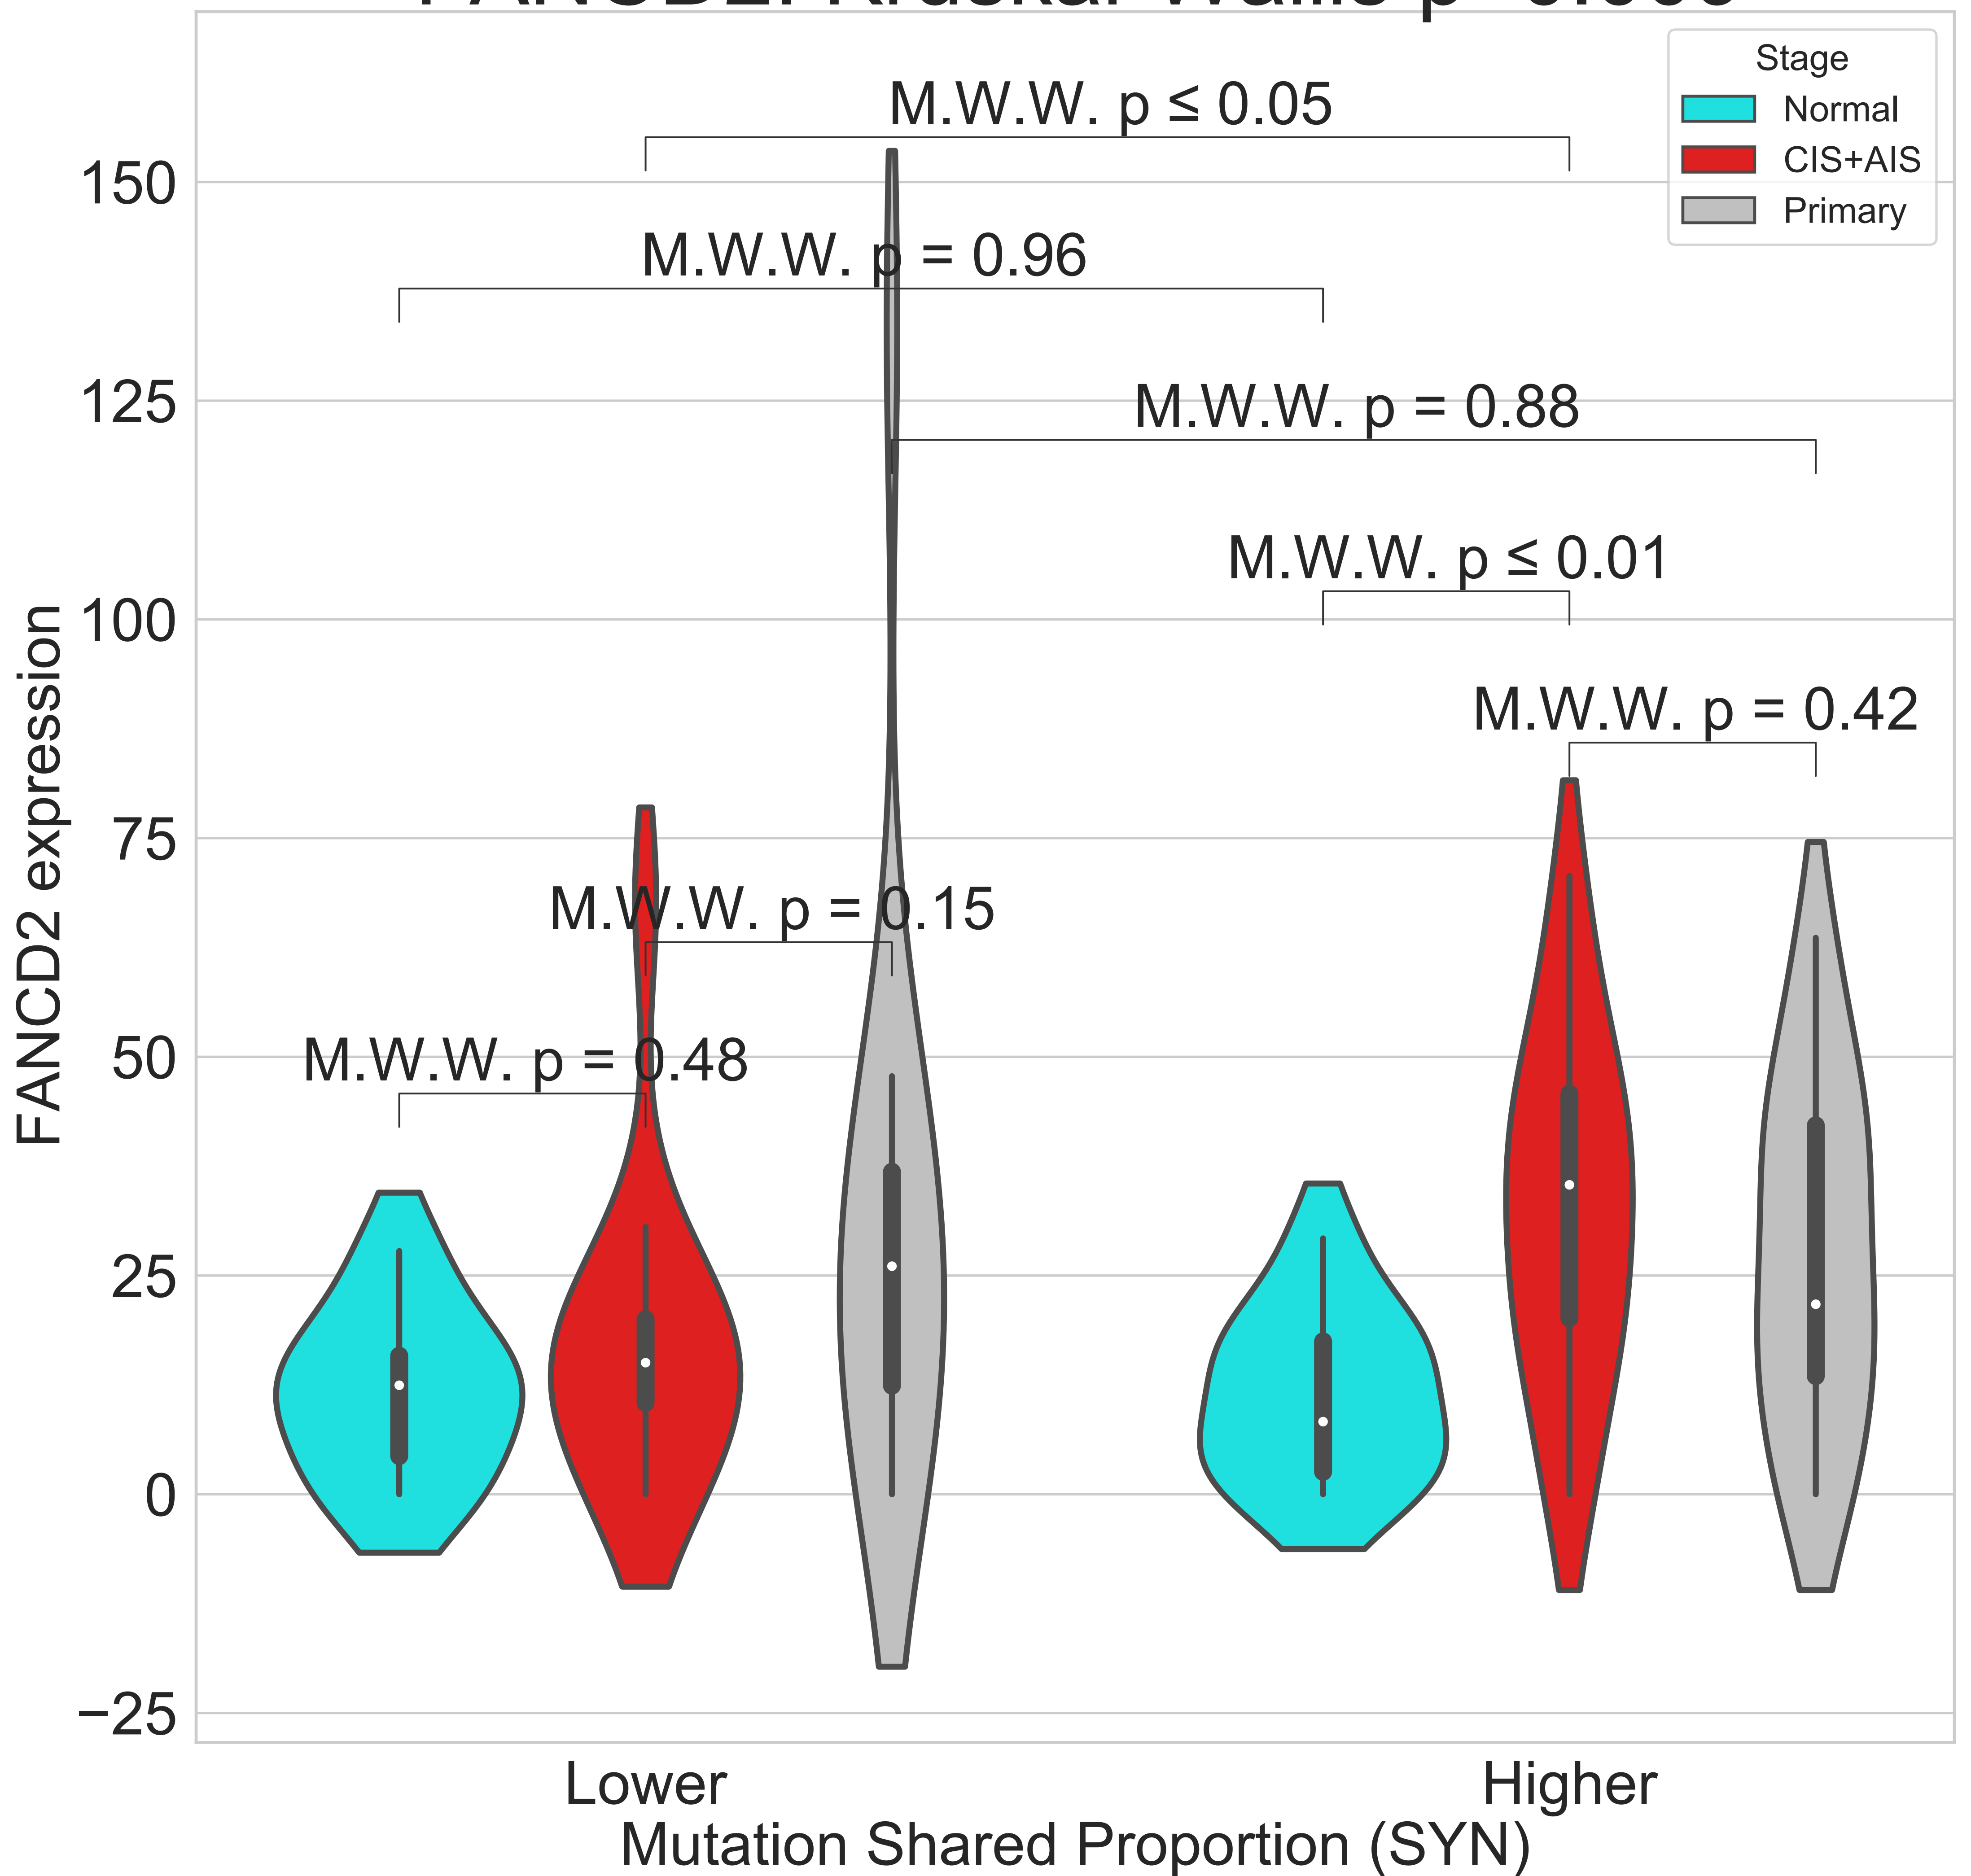 Stage
Normal
CIS+AIS
Primary
M.W.W. p ≤ 0.05
M.W.W. p = 0.96
M.W.W. p = 0.88
M.W.W. p ≤ 0.01
M.W.W. p = 0.42
M.W.W. p = 0.15
M.W.W. p = 0.48
150
125
100
75
50
25
0
−25
FANCD2 expression
Lower
Higher
Mutation Shared Proportion (SYN)